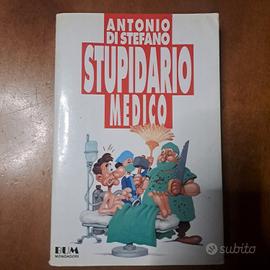 ANTONIO
DI STEFANO
STUPIDARIO
MEDICO
BUM
MONDADORI
subito